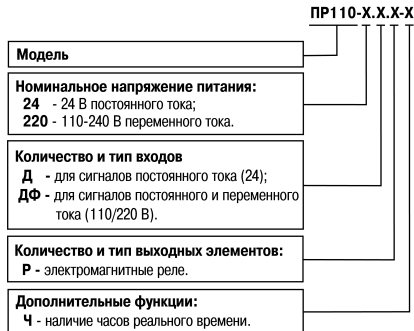 ПР110-Х.Х.Х-Х
Модель
Номинальное напряжение питания:
24 - 24 В постоянного тока;
220 - 110-240 В переменного тока.
Количество и тип входов
Д - для сигналов постоянного тока (24);
ДФ - для сигналов постоянного и переменного
тока (110/220 В).
Количество и тип выходных элементов:
Р - электромагнитные реле.
Дополнительные функции:
Ч - наличие часов реального времени.